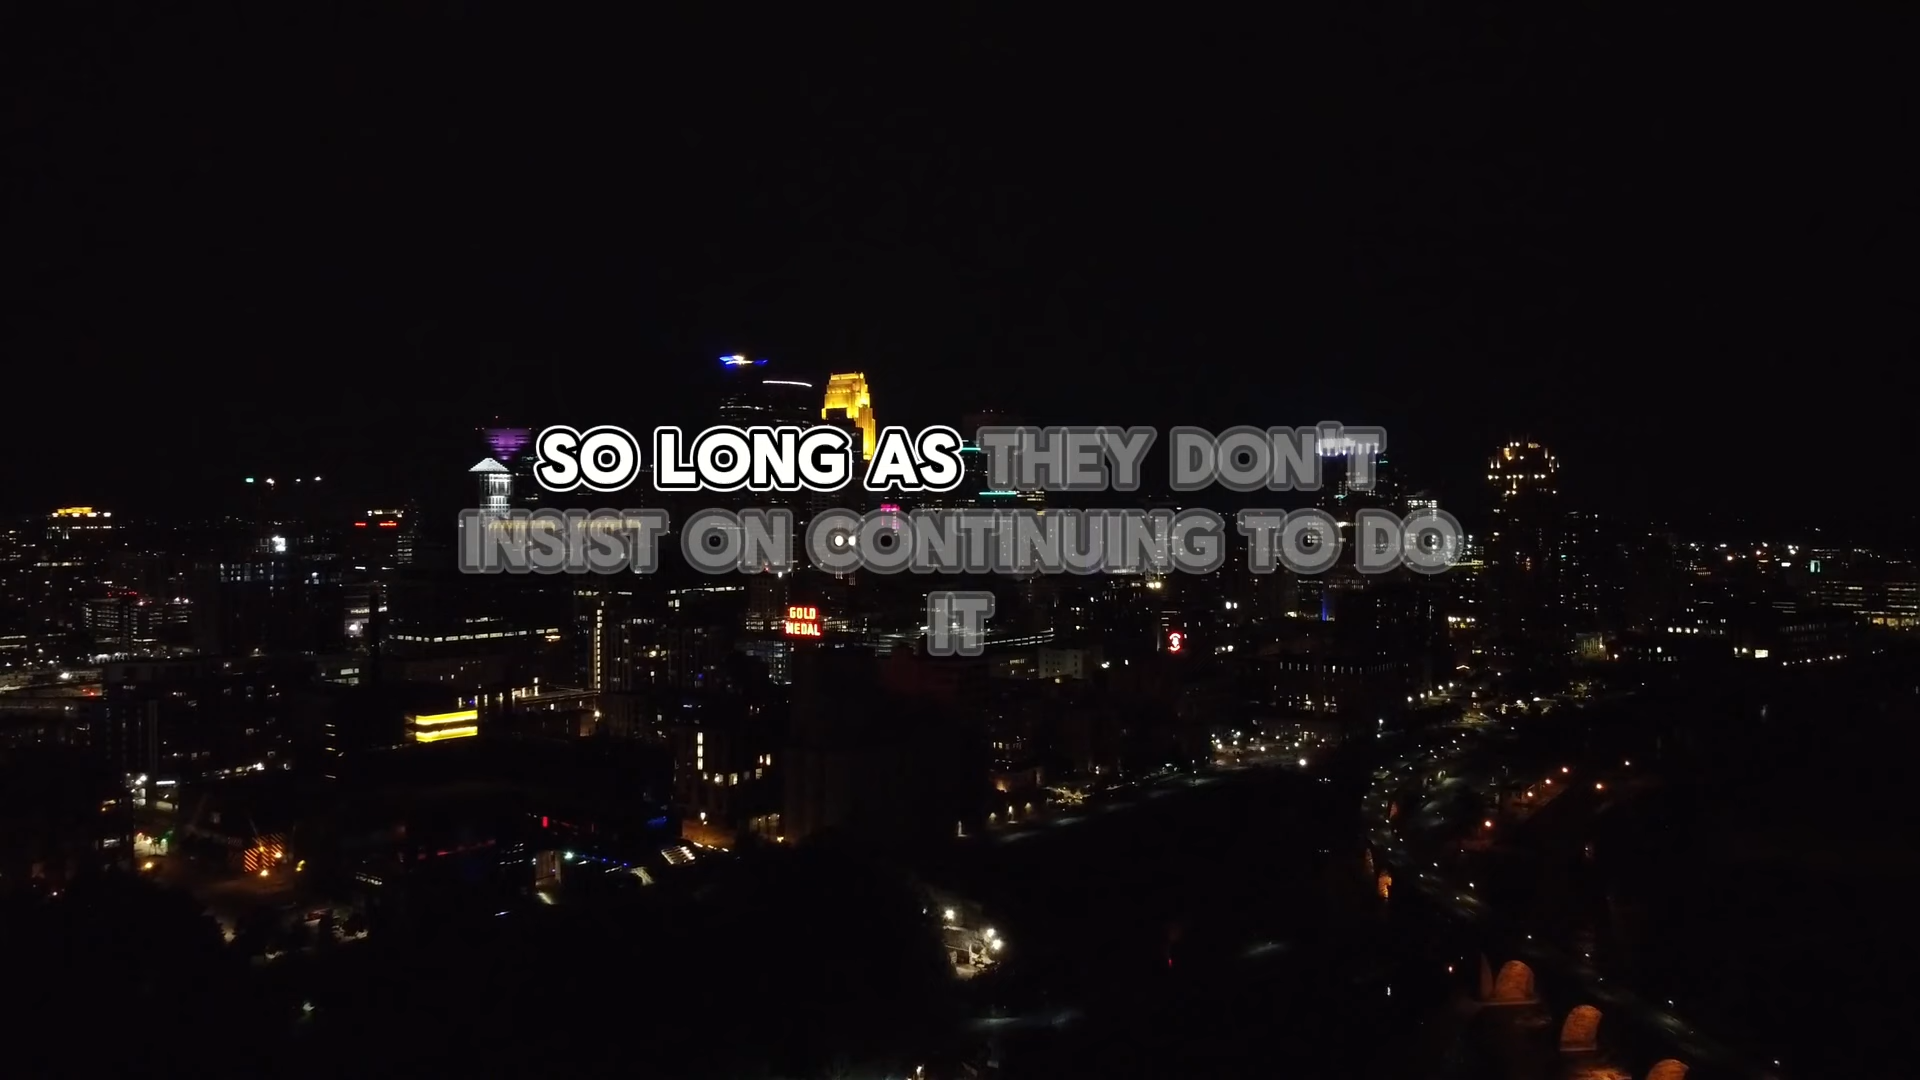 SO LONG AS THEY DON'T
INSIST ON CONTINUING TO DO
IT
GOLD
MEDAL